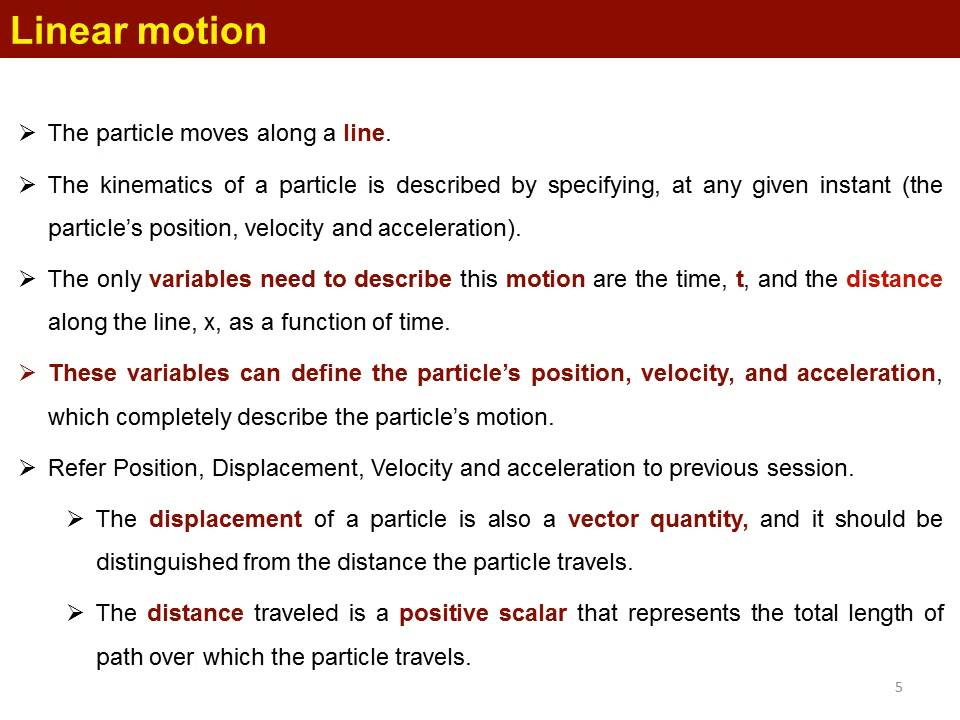 Linear motion
➢ The particle moves along a line.
➢ The kinematics of a particle is described by specifying, at any given instant (the
particle’s position, velocity and acceleration).
➢ The only variables need to describe this motion are the time, t, and the distance
along the line, x, as a function of time.
➢ These variables can define the particle’s position, velocity, and acceleration,
which completely describe the particle’s motion.
➢ Refer Position, Displacement, Velocity and acceleration to previous session.
➢ The displacement of a particle is also a vector quantity, and it should be
distinguished from the distance the particle travels.
➢ The distance traveled is a positive scalar that represents the total length of
path over which the particle travels.
5